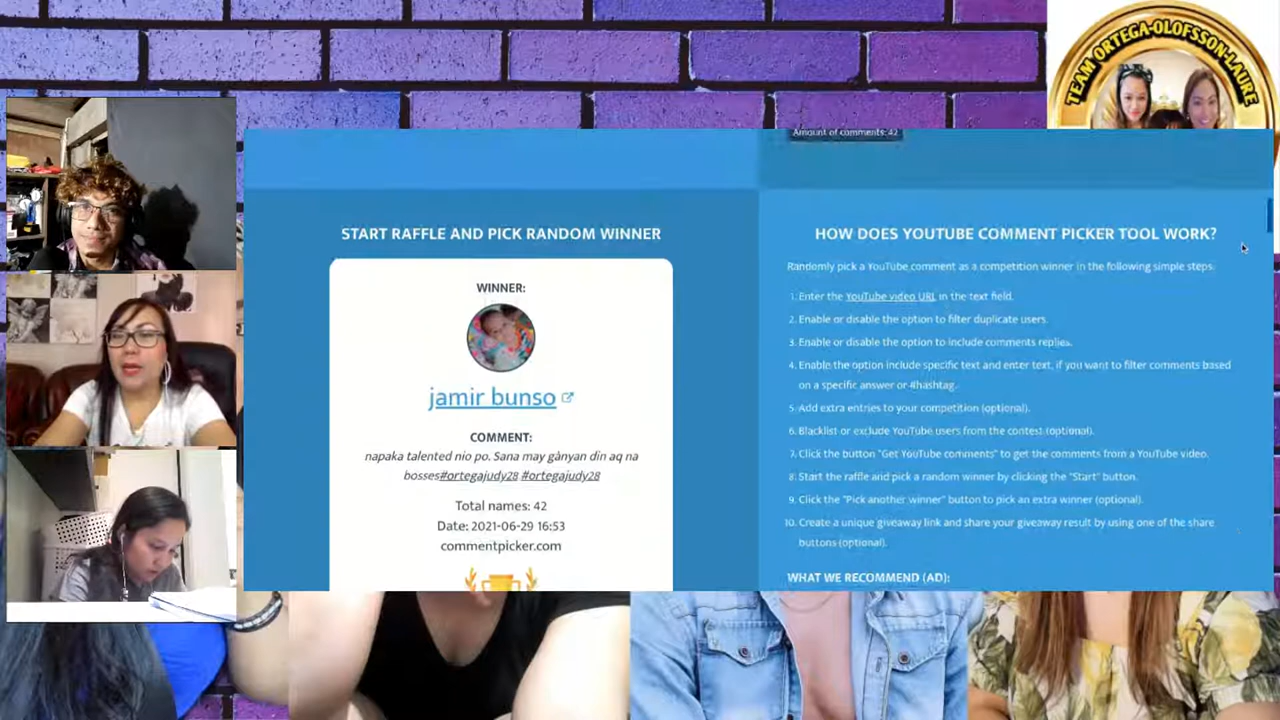 TEAM ORTEGA-OLOFSSON-LAURE
Amount of comments: 42
START RAFFLE AND PICK RANDOM WINNER
WINNER:
jamir bunso
COMMENT:
napaka talented nio po. Sana may gányan din aq na
bosses#ortegajudy28 #ortegajudy28
Total names: 42
Date: 2021-06-29 16:53
commentpicker.com
HOW DOES YOUTUBE COMMENT PICKER TOOL WORK?
Randomly pick a YouTube comment as a competition winner in the following simple steps:
1. Enter the YouTube video URL in the text field.
2. Enable or disable the option to filter duplicate users.
3. Enable or disable the option to include comments replies.
4. Enable the option include specific text and enter text, if you want to filter comments based
on a specific answer or #hashtag.
5. Add extra entries to your competition (optional).
6. Blacklist or exclude YouTube users from the contest (optional).
7. Click the button "Get YouTube comments" to get the comments from a YouTube video.
8. Start the raffle and pick a random winner by clicking the "Start" button.
9. Click the "Pick another winner" button to pick an extra winner (optional).
10. Create a unique giveaway link and share your giveaway result by using one of the share
buttons (optional).
WHAT WE RECOMMEND (AD):